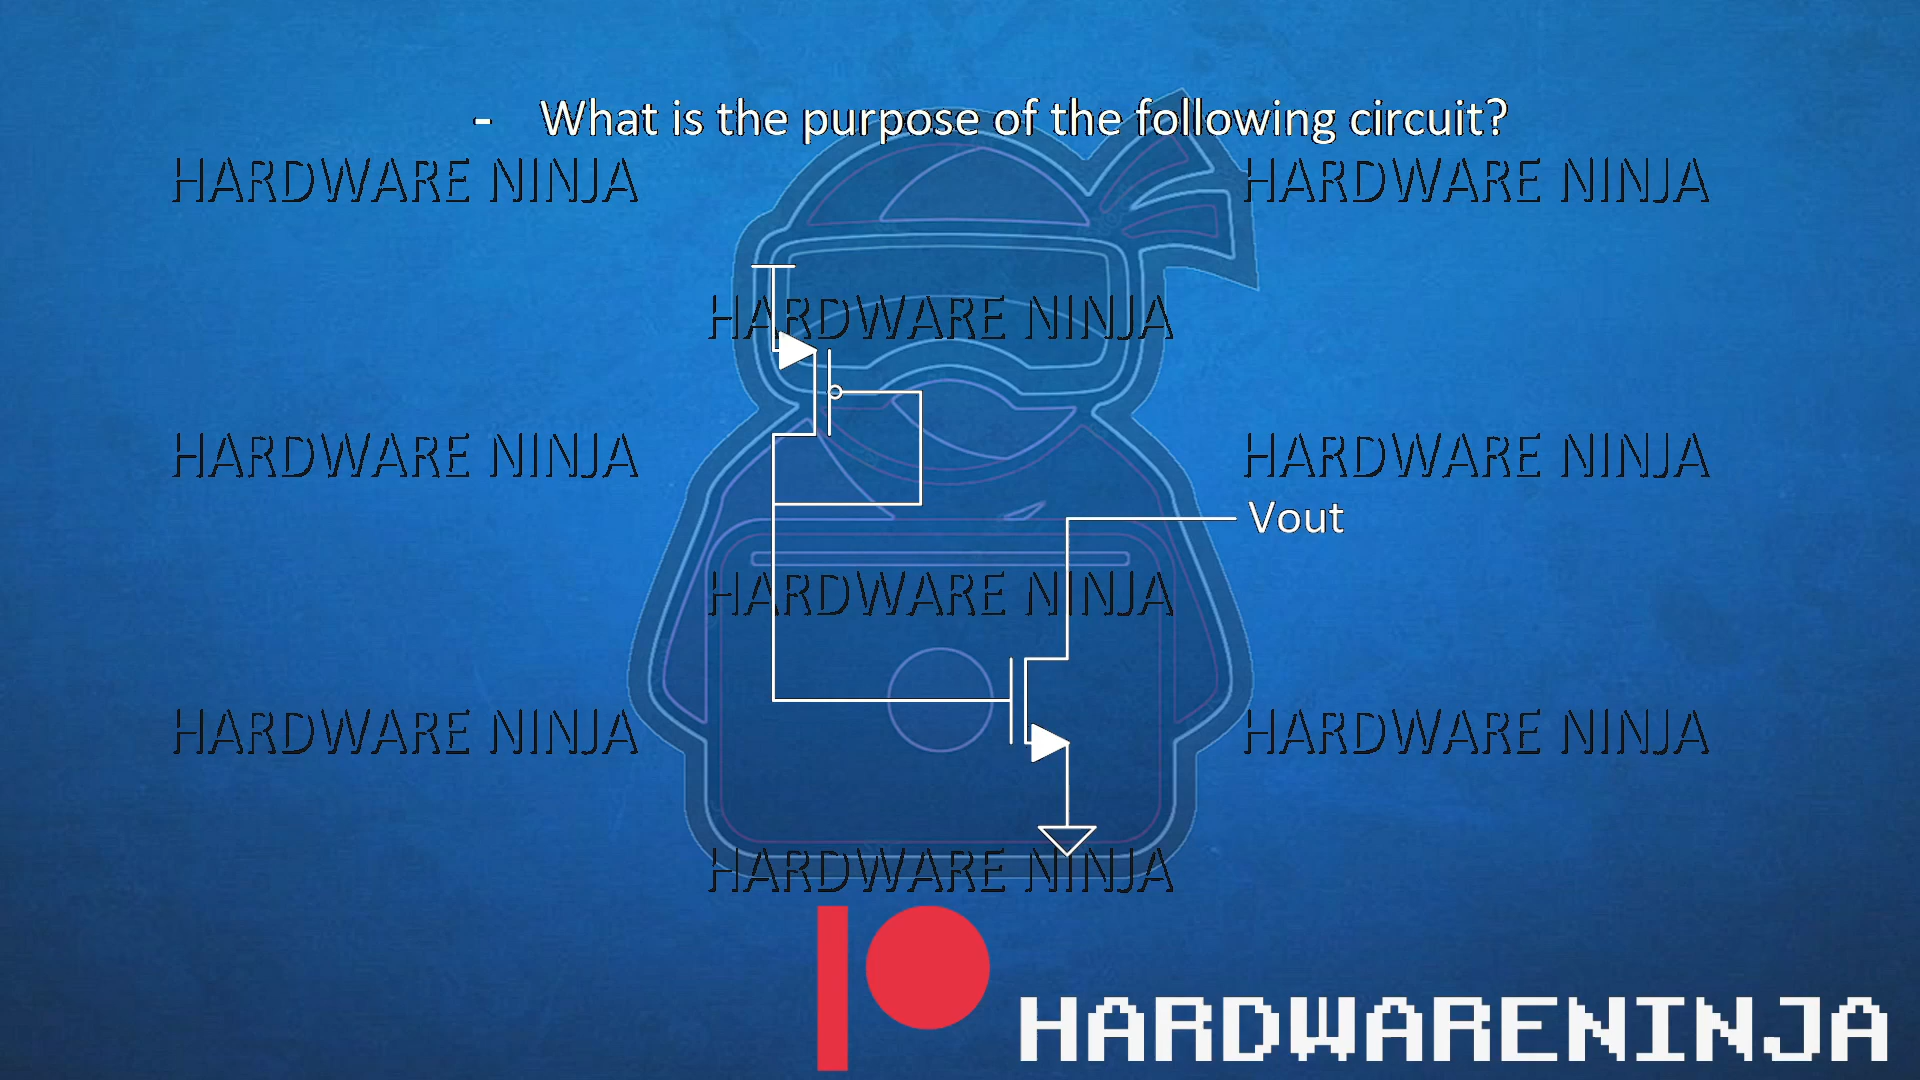 - What is the purpose of the following circuit?
HARDWARE NINJA HARDWARE NINJA
HARDWARE NINJA
HARDWARE NINJA HARDWARE NINJA
Vout
HARDWARE NINJA
HARDWARE NINJA HARDWARE NINJA
HARDWARE NINJA
HARDWARENINJA